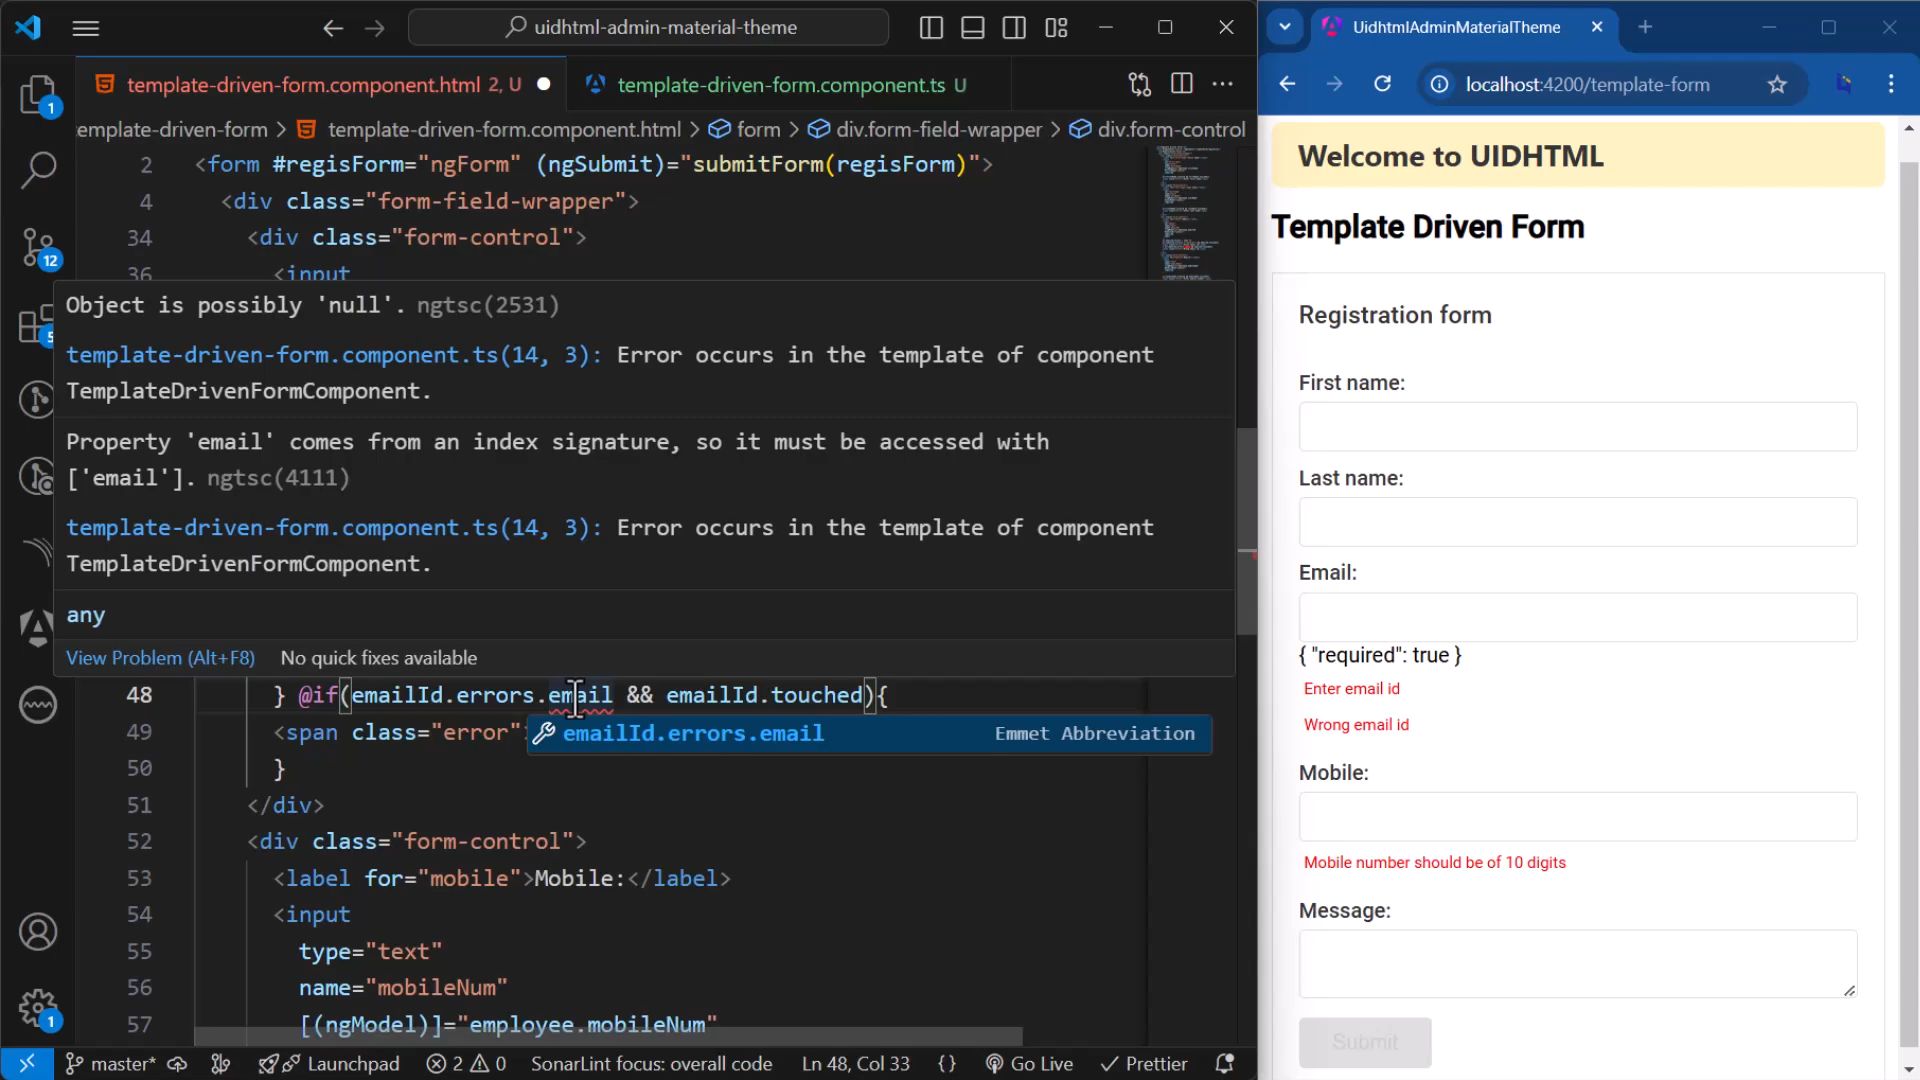 uidhtml-admin-material-theme
template-driven-form.component.html 2, U
template-driven-form.component.ts U
emplate-driven-form > template-driven-form.component.html > form > div.form-field-wrapper > div.form-control
2 <form #regisForm="ngForm" (ngSubmit)="submitForm(regisForm)">
4 <div class="form-field-wrapper">
34 <div class="form-control">
36 <input
Object is possibly 'null'. ngtsc(2531)
template-driven-form.component.ts(14, 3): Error occurs in the template of component
TemplateDrivenFormComponent.
Property 'email' comes from an index signature, so it must be accessed with
['email']. ngtsc(4111)
template-driven-form.component.ts(14, 3): Error occurs in the template of component
TemplateDrivenFormComponent.
any
View Problem (Alt+F8) No quick fixes available
48 } @if(emailId.errors.email && emailId.touched){
49 <span class="error"
emailId.errors.email Emmet Abbreviation
50 }
51 </div>
52 <div class="form-control">
53 <label for="mobile">Mobile:</label>
54 <input
55 type="text"
56 name="mobileNum"
57 [(ngModel)]="employee.mobileNum"
1
12
5
1
master* Launchpad 2 0 SonarLint focus: overall code Ln 48, Col 33 {} Go Live Prettier
UidhtmlAdminMaterialTheme
localhost:4200/template-form
Welcome to UIDHTML
Template Driven Form
Registration form
First name:
Last name:
Email:
{ "required": true }
Enter email id
Wrong email id
Mobile:
Mobile number should be of 10 digits
Message:
Submit